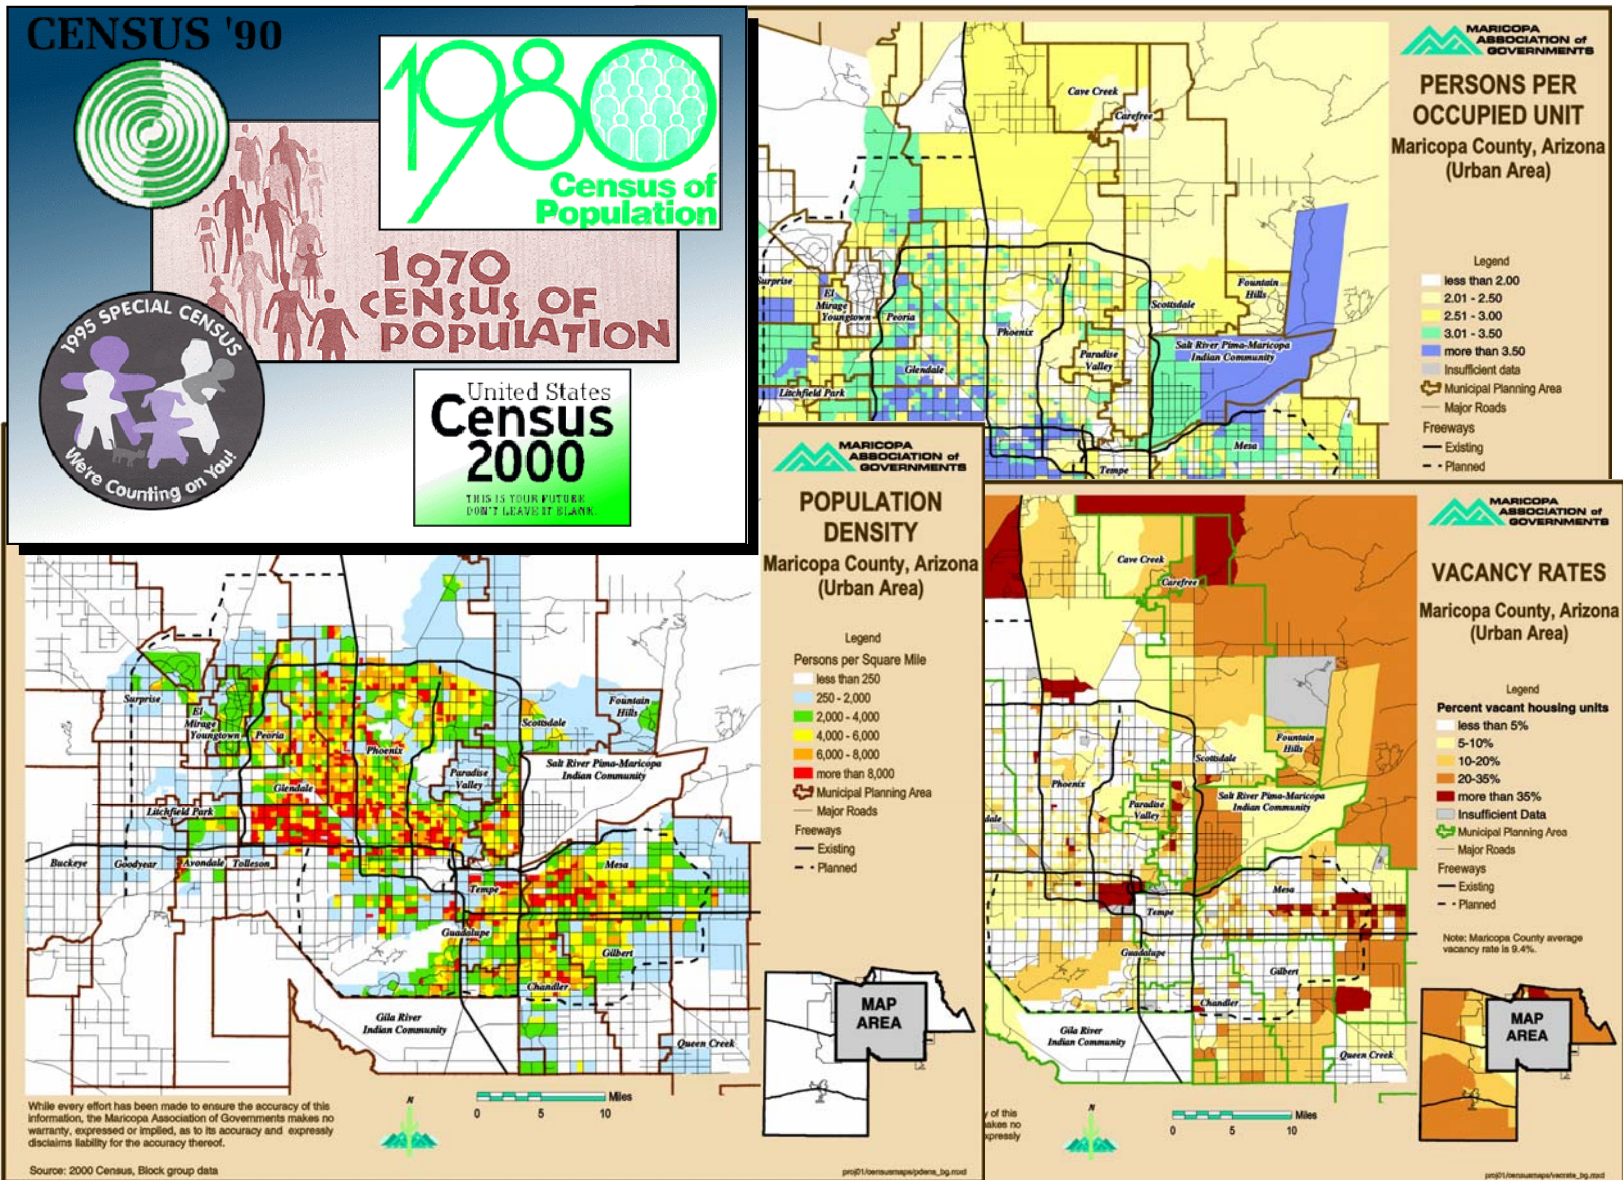 CENSUS '90
1980
Census of
Population
1970
CENSUS OF
POPULATION
1995 SPECIAL CENSUS
We're Counting on You!
United States
Census
2000
THIS IS YOUR FUTURE.
DON'T LEAVE IT BLANK.
MARICOPA
ASSOCIATION of
GOVERNMENTS
PERSONS PER
OCCUPIED UNIT
Maricopa County, Arizona
(Urban Area)
Legend
less than 2.00
2.01 - 2.50
2.51 - 3.00
3.01 - 3.50
more than 3.50
Insufficient data
Municipal Planning Area
Major Roads
Freeways
Existing
Planned
Cave Creek
Carefree
Surprise
El
Mirage
Youngtown
Peoria
Phoenix
Scottsdale
Fountain
Hills
Paradise
Valley
Salt River Pima-Maricopa
Indian Community
Glendale
Litchfield Park
Mesa
Tempe
MARICOPA
ASSOCIATION of
GOVERNMENTS
POPULATION
DENSITY
Maricopa County, Arizona
(Urban Area)
Legend
Persons per Square Mile
less than 250
250 - 2,000
2,000 - 4,000
4,000 - 6,000
6,000 - 8,000
more than 8,000
Municipal Planning Area
Major Roads
Freeways
Existing
Planned
Surprise
El
Mirage
Youngtown
Peoria
Phoenix
Scottsdale
Fountain
Hills
Paradise
Valley
Salt River Pima-Maricopa
Indian Community
Glendale
Litchfield Park
Buckeye
Goodyear
Avondale
Tolleson
Mesa
Tempe
Guadalupe
Gilbert
Chandler
Gila River
Indian Community
Queen Creek
MAP
AREA
N
Miles
0 5 10
While every effort has been made to ensure the accuracy of this
information, the Maricopa Association of Governments makes no
warranty, expressed or implied, as to its accuracy and expressly
disclaims liability for the accuracy thereof.
Source: 2000 Census, Block group data
proj01/censusmaps/pdens_bg.mxd
MARICOPA
ASSOCIATION of
GOVERNMENTS
VACANCY RATES
Maricopa County, Arizona
(Urban Area)
Legend
Percent vacant housing units
less than 5%
5-10%
10-20%
20-35%
more than 35%
Insufficient Data
Municipal Planning Area
Major Roads
Freeways
Existing
Planned
Note: Maricopa County average
vacancy rate is 9.4%.
Cave Creek
Carefree
Fountain
Hills
Scottsdale
Phoenix
Paradise
Valley
Salt River Pima-Maricopa
Indian Community
dale
Mesa
Tempe
Guadalupe
Gilbert
Chandler
Gila River
Indian Community
Queen Creek
MAP
AREA
y of this
akes no
xpressly
N
Miles
0 5 10
proj01/censusmaps/vacrate_bg.mxd